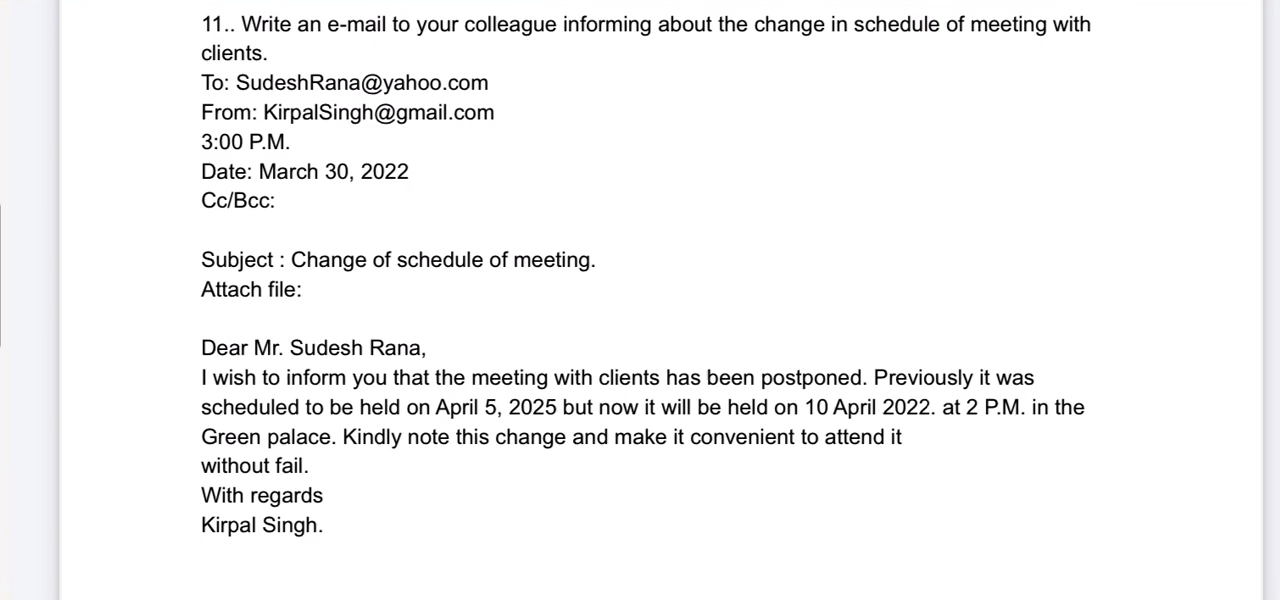 11.. Write an e-mail to your colleague informing about the change in schedule of meeting with
clients.
To: SudeshRana@yahoo.com
From: KirpalSingh@gmail.com
3:00 P.M.
Date: March 30, 2022
Cc/Bcc:
Subject : Change of schedule of meeting.
Attach file:
Dear Mr. Sudesh Rana,
I wish to inform you that the meeting with clients has been postponed. Previously it was
scheduled to be held on April 5, 2025 but now it will be held on 10 April 2022. at 2 P.M. in the
Green palace. Kindly note this change and make it convenient to attend it
without fail.
With regards
Kirpal Singh.